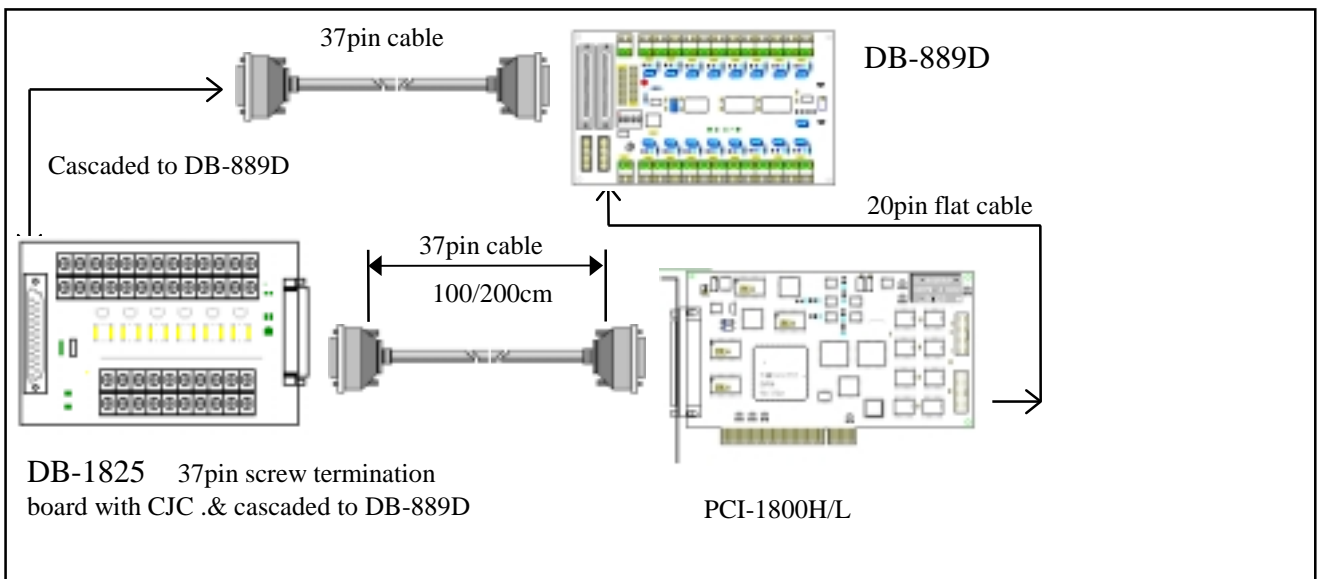 37pin cable
DB-889D
Cascaded to DB-889D
20pin flat cable
37pin cable
100/200cm
DB-1825 37pin screw termination
board with CJC .& cascaded to DB-889D
PCI-1800H/L